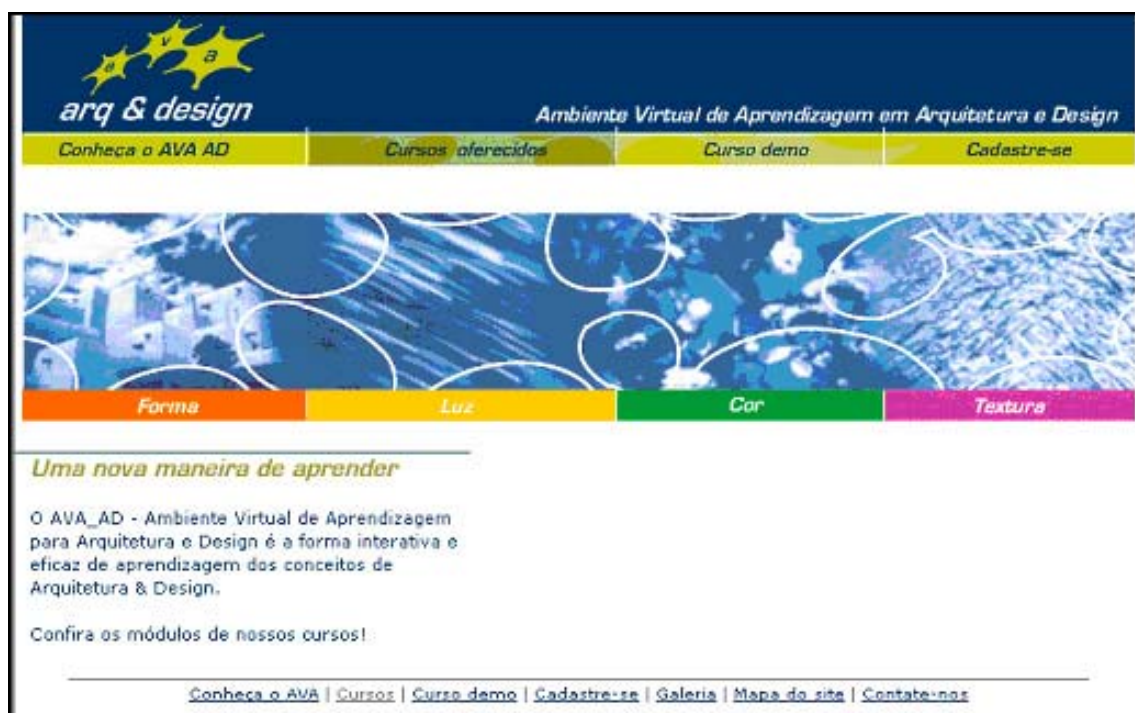 a v a
arq & design
Ambiente Virtual de Aprendizagem em Arquitetura e Design
Conheça o AVA AD Cursos oferecidos Curso demo Cadastre-se
Forma Luz Cor Textura
Uma nova maneira de aprender
O AVA_AD - Ambiente Virtual de Aprendizagem
para Arquitetura e Design é a forma interativa e
eficaz de aprendizagem dos conceitos de
Arquitetura & Design.
Confira os módulos de nossos cursos!
Conheça o AVA | Cursos | Curso demo | Cadastre-se | Galeria | Mapa do site | Contate-nos